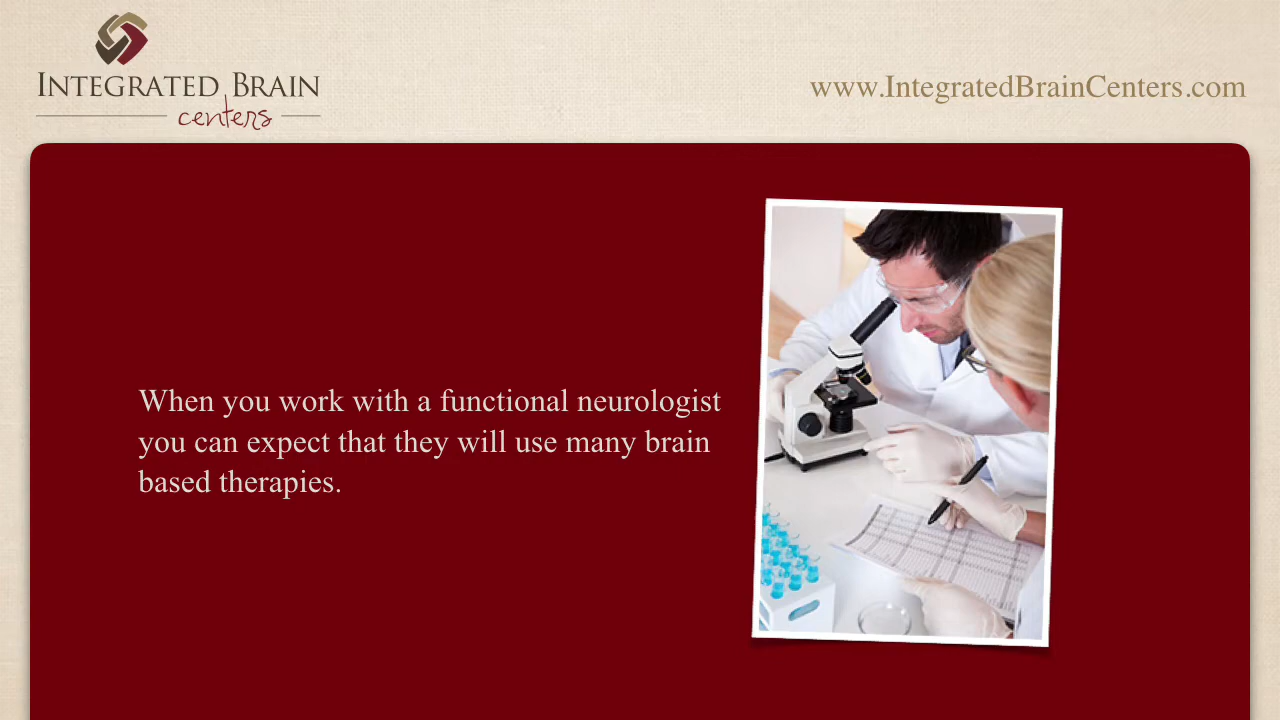 INTEGRATED BRAIN
centers
www.IntegratedBrainCenters.com
When you work with a functional neurologist
you can expect that they will use many brain
based therapies.